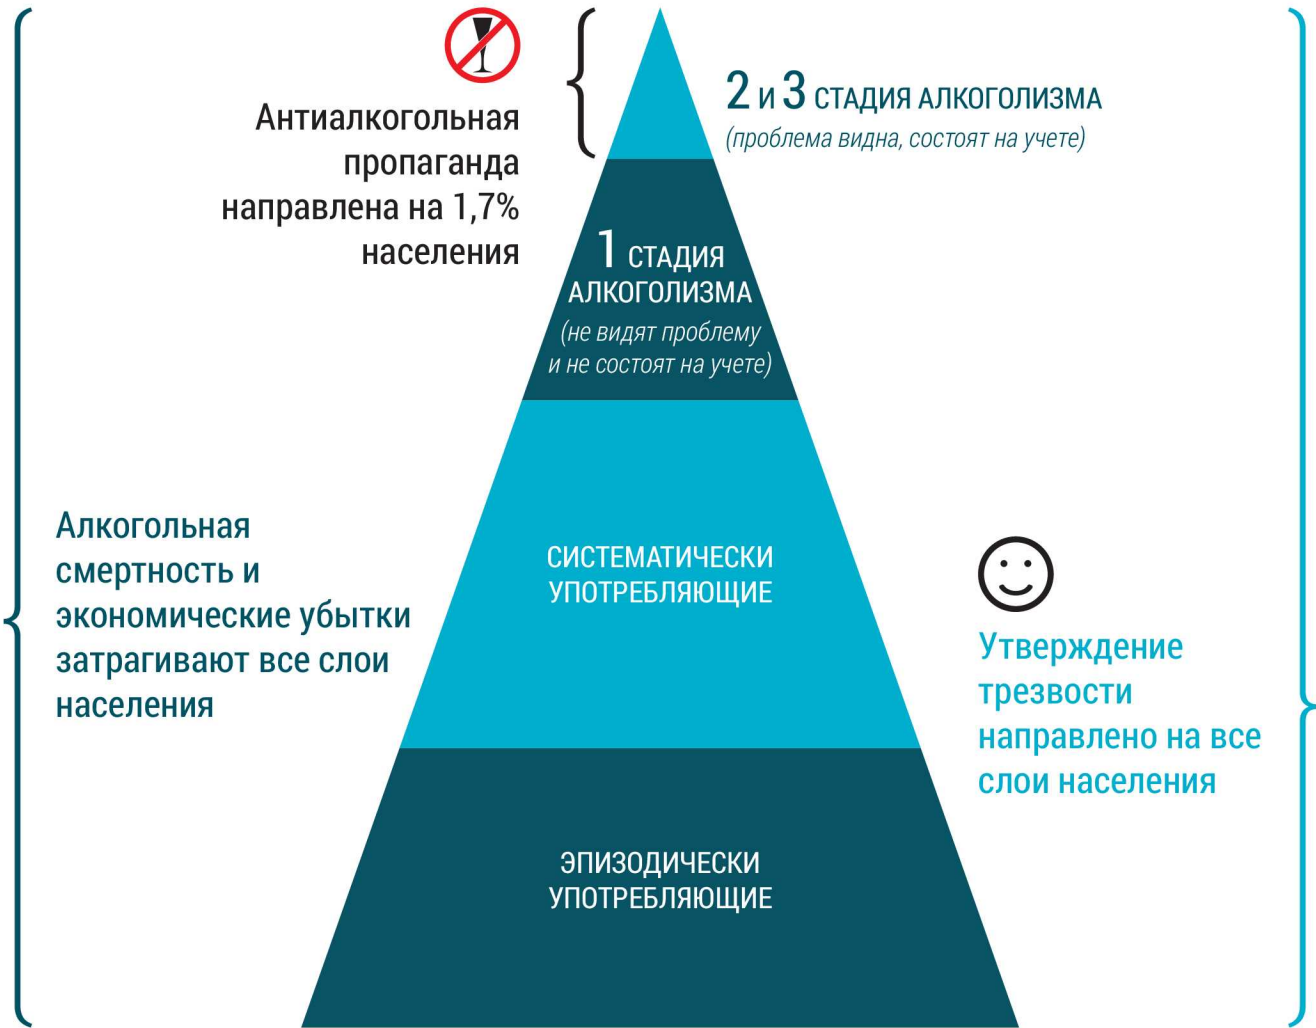 Антиалкогольная
пропаганда
направлена на 1,7%
населения
2 и 3 СТАДИЯ АЛКОГОЛИЗМА
(проблема видна, состоят на учете)
1 СТАДИЯ
АЛКОГОЛИЗМА
(не видят проблему
и не состоят на учете)
Алкогольная
смертность и
экономические убытки
затрагивают все слои
населения
СИСТЕМАТИЧЕСКИ
УПОТРЕБЛЯЮЩИЕ
Утверждение
трезвости
направлено на все
слои населения
ЭПИЗОДИЧЕСКИ
УПОТРЕБЛЯЮЩИЕ